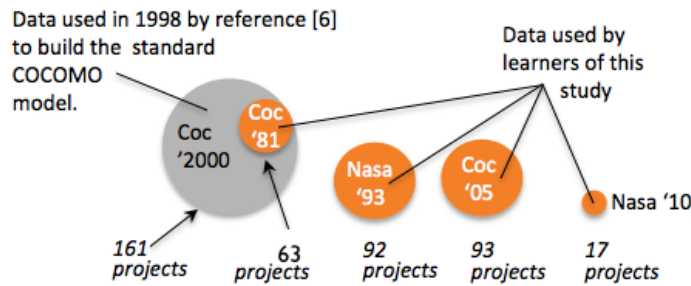 Data used in 1998 by reference [6]
to build the standard
COCOMO
model.
Data used by
learners of this
study
Coc
'2000
Coc
'81
Nasa
'93
Coc
'05
Nasa '10
161
projects
63
projects
92
projects
93
projects
17
projects